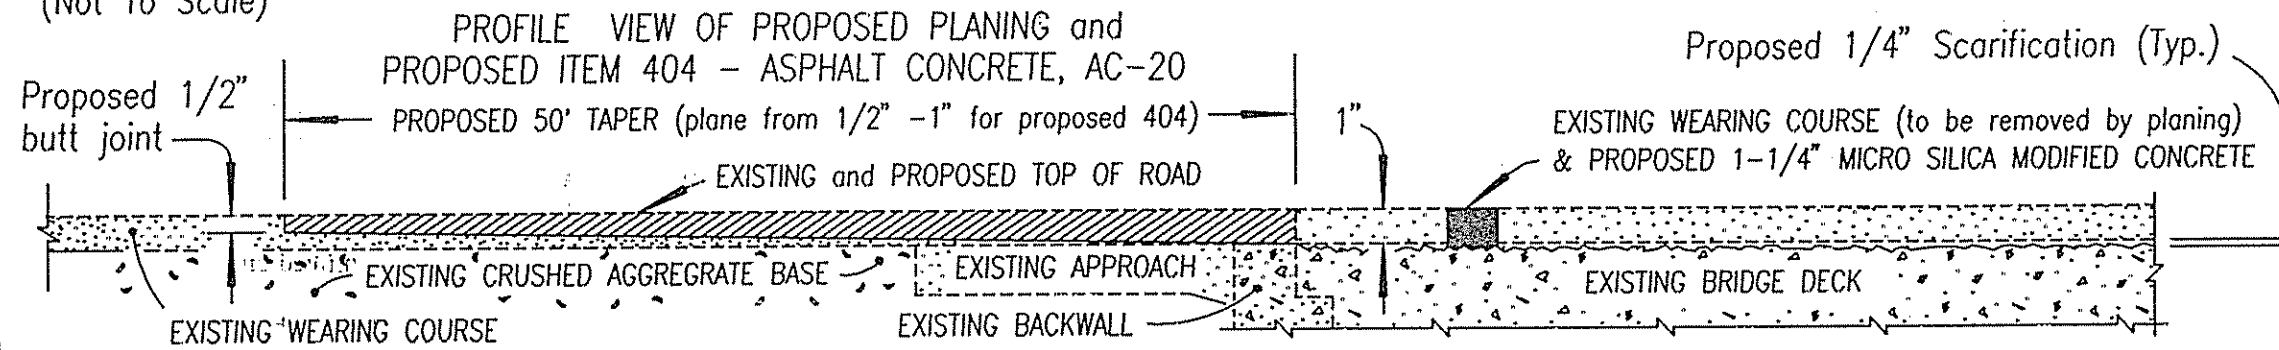 (Not To Scale)
PROFILE VIEW OF PROPOSED PLANING and
PROPOSED ITEM 404 - ASPHALT CONCRETE, AC-20
Proposed 1/4" Scarification (Typ.)
Proposed 1/2"
butt joint
PROPOSED 50' TAPER (plane from 1/2" -1" for proposed 404)
1"
EXISTING WEARING COURSE (to be removed by planing)
& PROPOSED 1-1/4" MICRO SILICA MODIFIED CONCRETE
EXISTING and PROPOSED TOP OF ROAD
EXISTING CRUSHED AGGREGRATE BASE
EXISTING APPROACH
EXISTING BRIDGE DECK
EXISTING WEARING COURSE
EXISTING BACKWALL